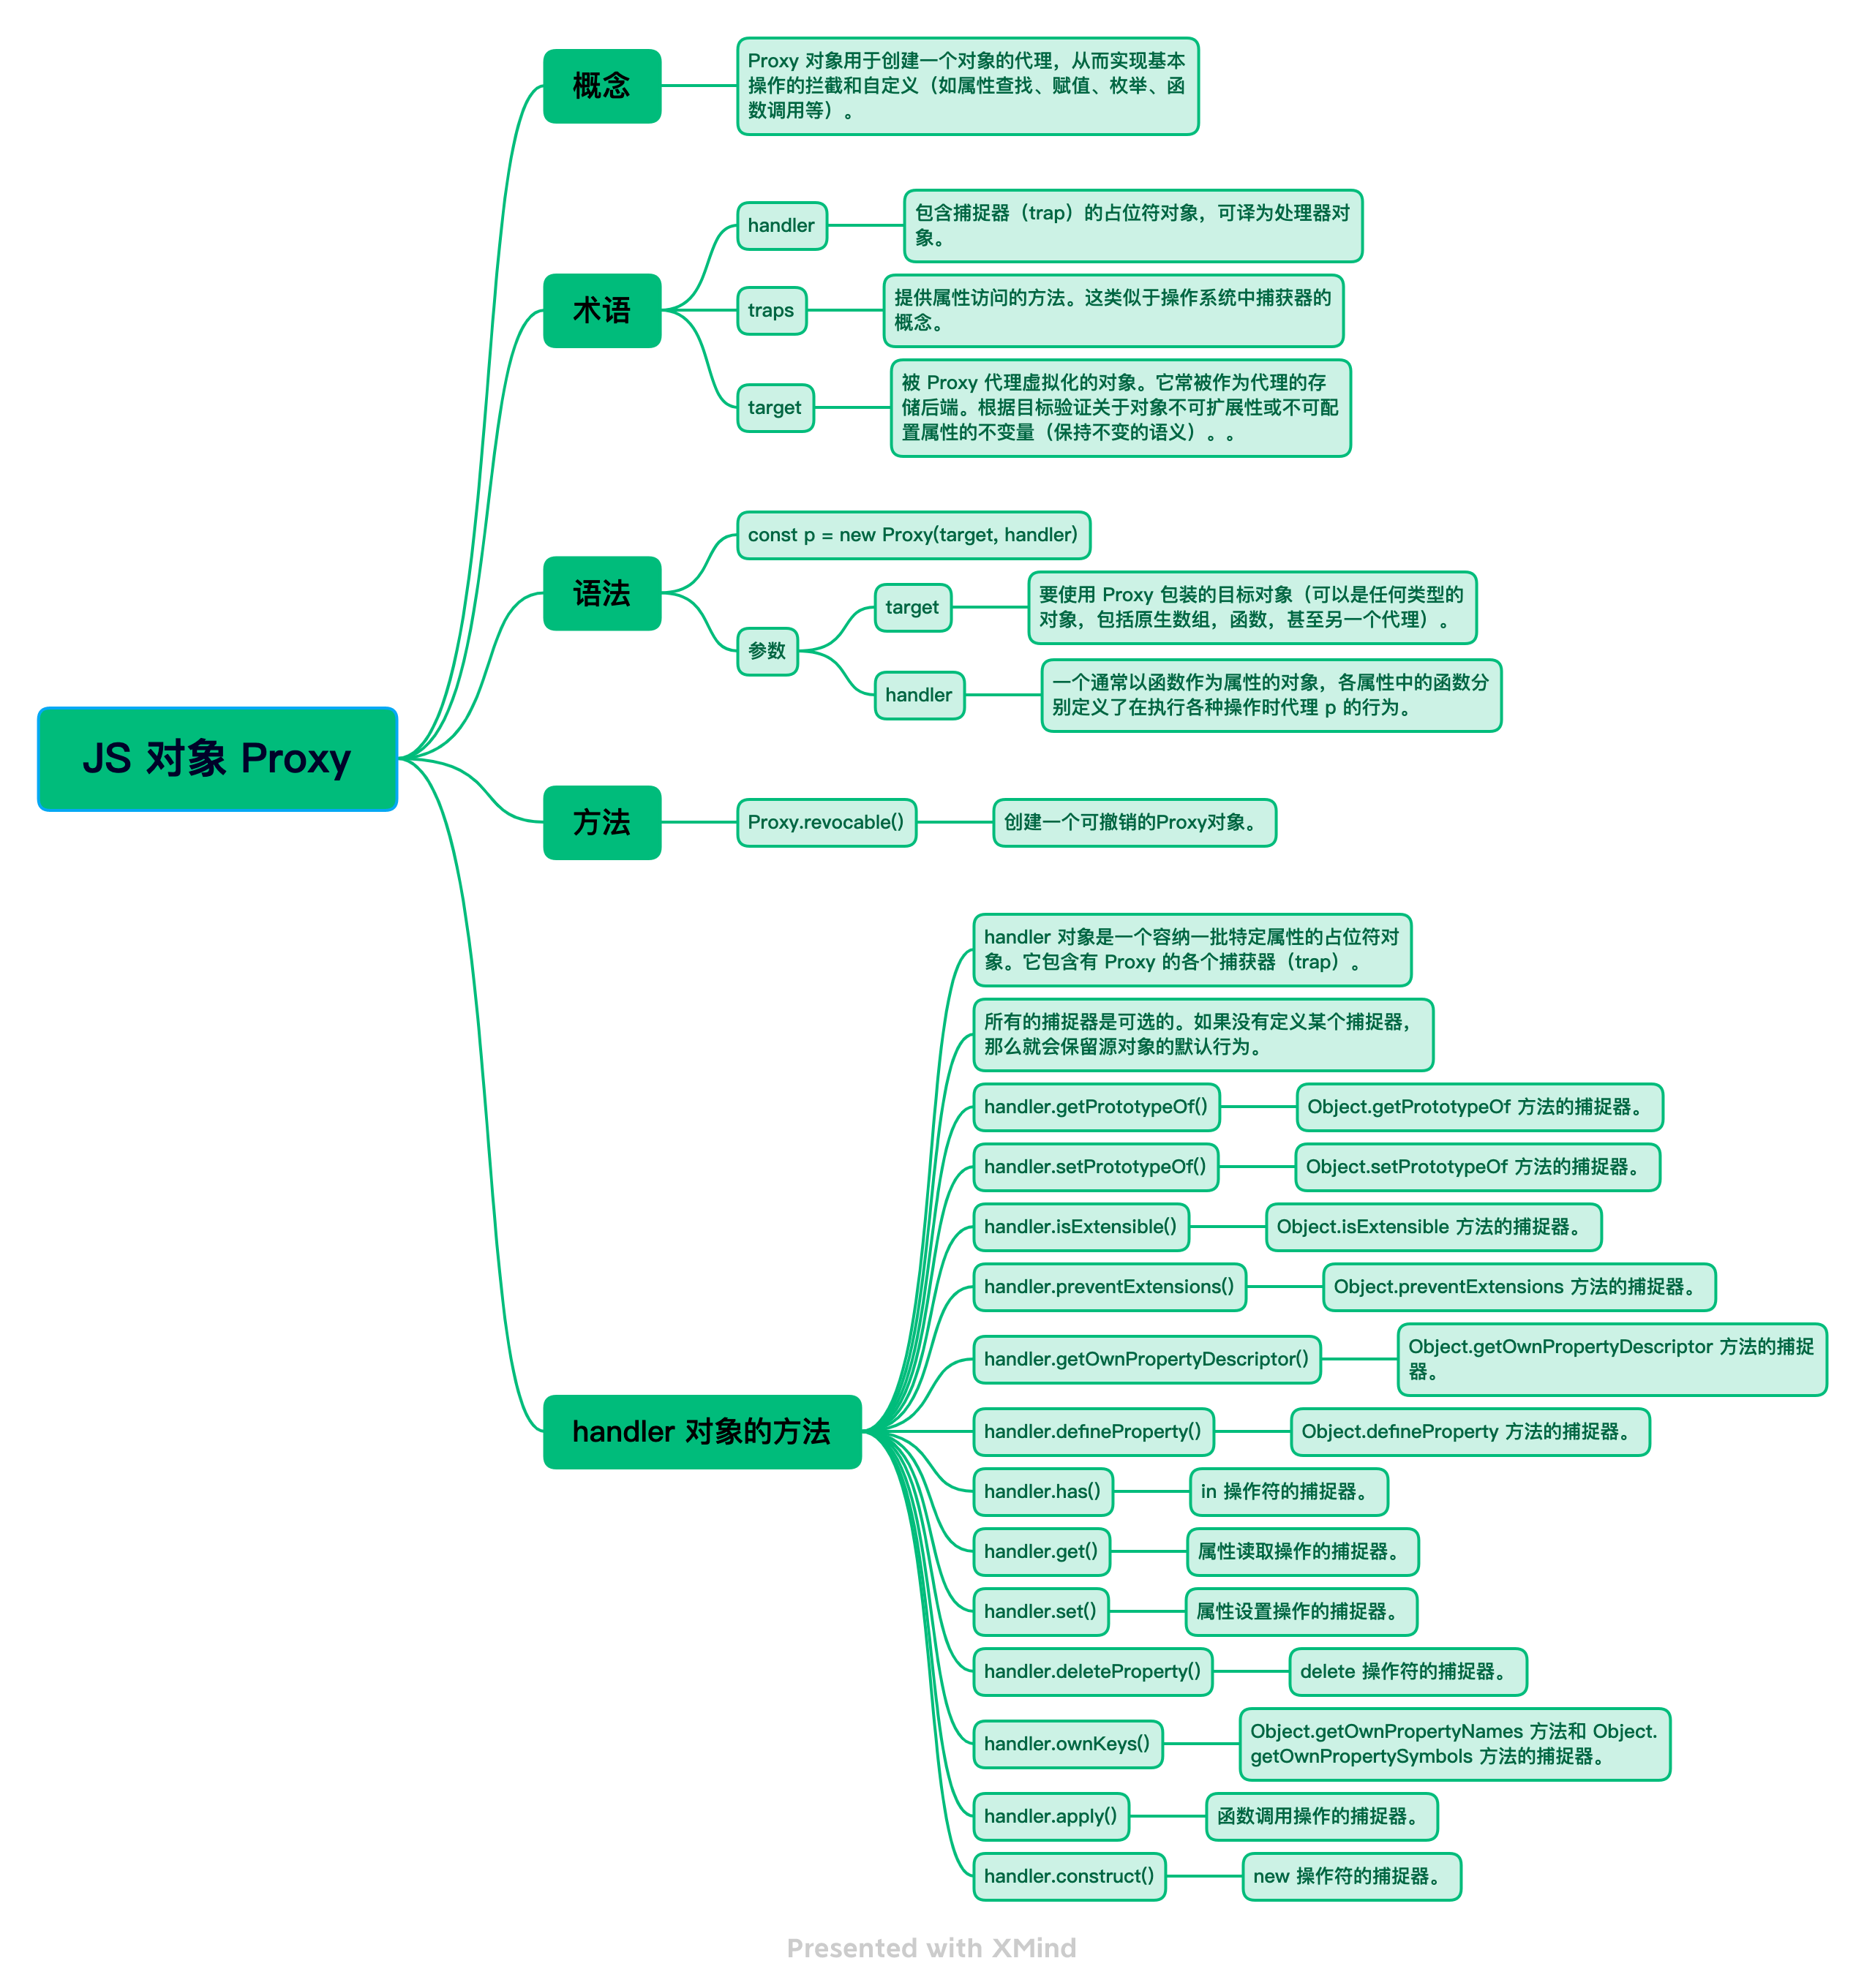 JS 对象 Proxy
概念
Proxy 对象用于创建一个对象的代理，从而实现基本
操作的拦截和自定义（如属性查找、赋值、枚举、函
数调用等）。
术语
handler
包含捕捉器（trap）的占位符对象，可译为处理器对
象。
traps
提供属性访问的方法。这类似于操作系统中捕获器的
概念。
target
被 Proxy 代理虚拟化的对象。它常被作为代理的存
储后端。根据目标验证关于对象不可扩展性或不可配
置属性的不变量（保持不变的语义）。。
语法
const p = new Proxy(target, handler)
参数
target
要使用 Proxy 包装的目标对象（可以是任何类型的
对象，包括原生数组，函数，甚至另一个代理）。
handler
一个通常以函数作为属性的对象，各属性中的函数分
别定义了在执行各种操作时代理 p 的行为。
方法
Proxy.revocable()
创建一个可撤销的Proxy对象。
handler 对象的方法
handler 对象是一个容纳一批特定属性的占位符对
象。它包含有 Proxy 的各个捕获器（trap）。
所有的捕捉器是可选的。如果没有定义某个捕捉器，
那么就会保留源对象的默认行为。
handler.getPrototypeOf()
Object.getPrototypeOf 方法的捕捉器。
handler.setPrototypeOf()
Object.setPrototypeOf 方法的捕捉器。
handler.isExtensible()
Object.isExtensible 方法的捕捉器。
handler.preventExtensions()
Object.preventExtensions 方法的捕捉器。
handler.getOwnPropertyDescriptor()
Object.getOwnPropertyDescriptor 方法的捕捉
器。
handler.defineProperty()
Object.defineProperty 方法的捕捉器。
handler.has()
in 操作符的捕捉器。
handler.get()
属性读取操作的捕捉器。
handler.set()
属性设置操作的捕捉器。
handler.deleteProperty()
delete 操作符的捕捉器。
handler.ownKeys()
Object.getOwnPropertyNames 方法和 Object.
getOwnPropertySymbols 方法的捕捉器。
handler.apply()
函数调用操作的捕捉器。
handler.construct()
new 操作符的捕捉器。
Presented with XMind